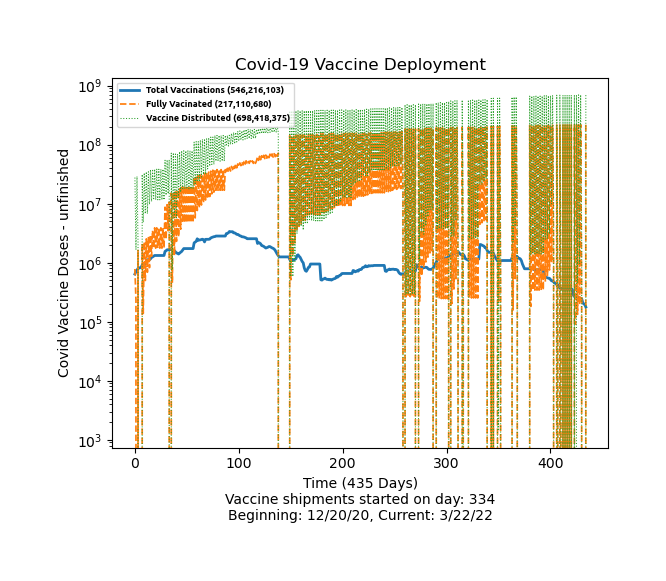 Covid-19 Vaccine Deployment
Total Vaccinations (546,216,103)
Fully Vacinated (217,110,680)
Vaccine Distributed (698,418,375)
Covid Vaccine Doses - unfinished
10⁹
10⁸
10⁷
10⁶
10⁵
10⁴
10³
0 100 200 300 400
Time (435 Days)
Vaccine shipments started on day: 334
Beginning: 12/20/20, Current: 3/22/22